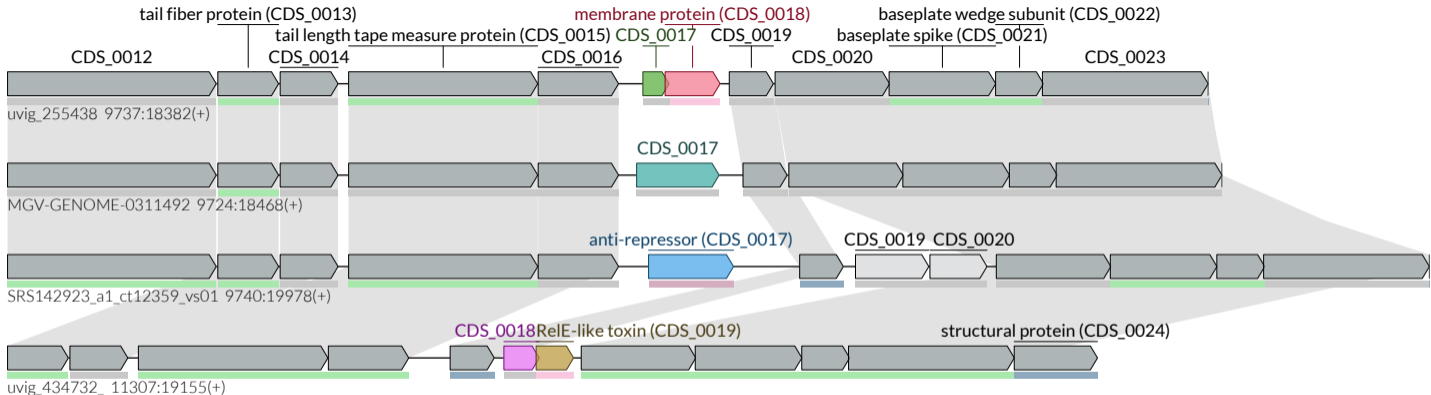 tail fiber protein (CDS_0013) membrane protein (CDS_0018) baseplate wedge subunit (CDS_0022)
tail length tape measure protein (CDS_0015) CDS_0017 CDS_0019 baseplate spike (CDS_0021)
CDS_0012 CDS_0014 CDS_0016 CDS_0020 CDS_0023
uvig_255438 9737:18382(+)
CDS_0017
MGV-GENOME-0311492 9724:18468(+)
anti-repressor (CDS_0017) CDS_0019 CDS_0020
SRS142923_a1_ct12359_vs01 9740:19978(+)
CDS_0018 RelE-like toxin (CDS_0019) structural protein (CDS_0024)
uvig_434732_ 11307:19155(+)